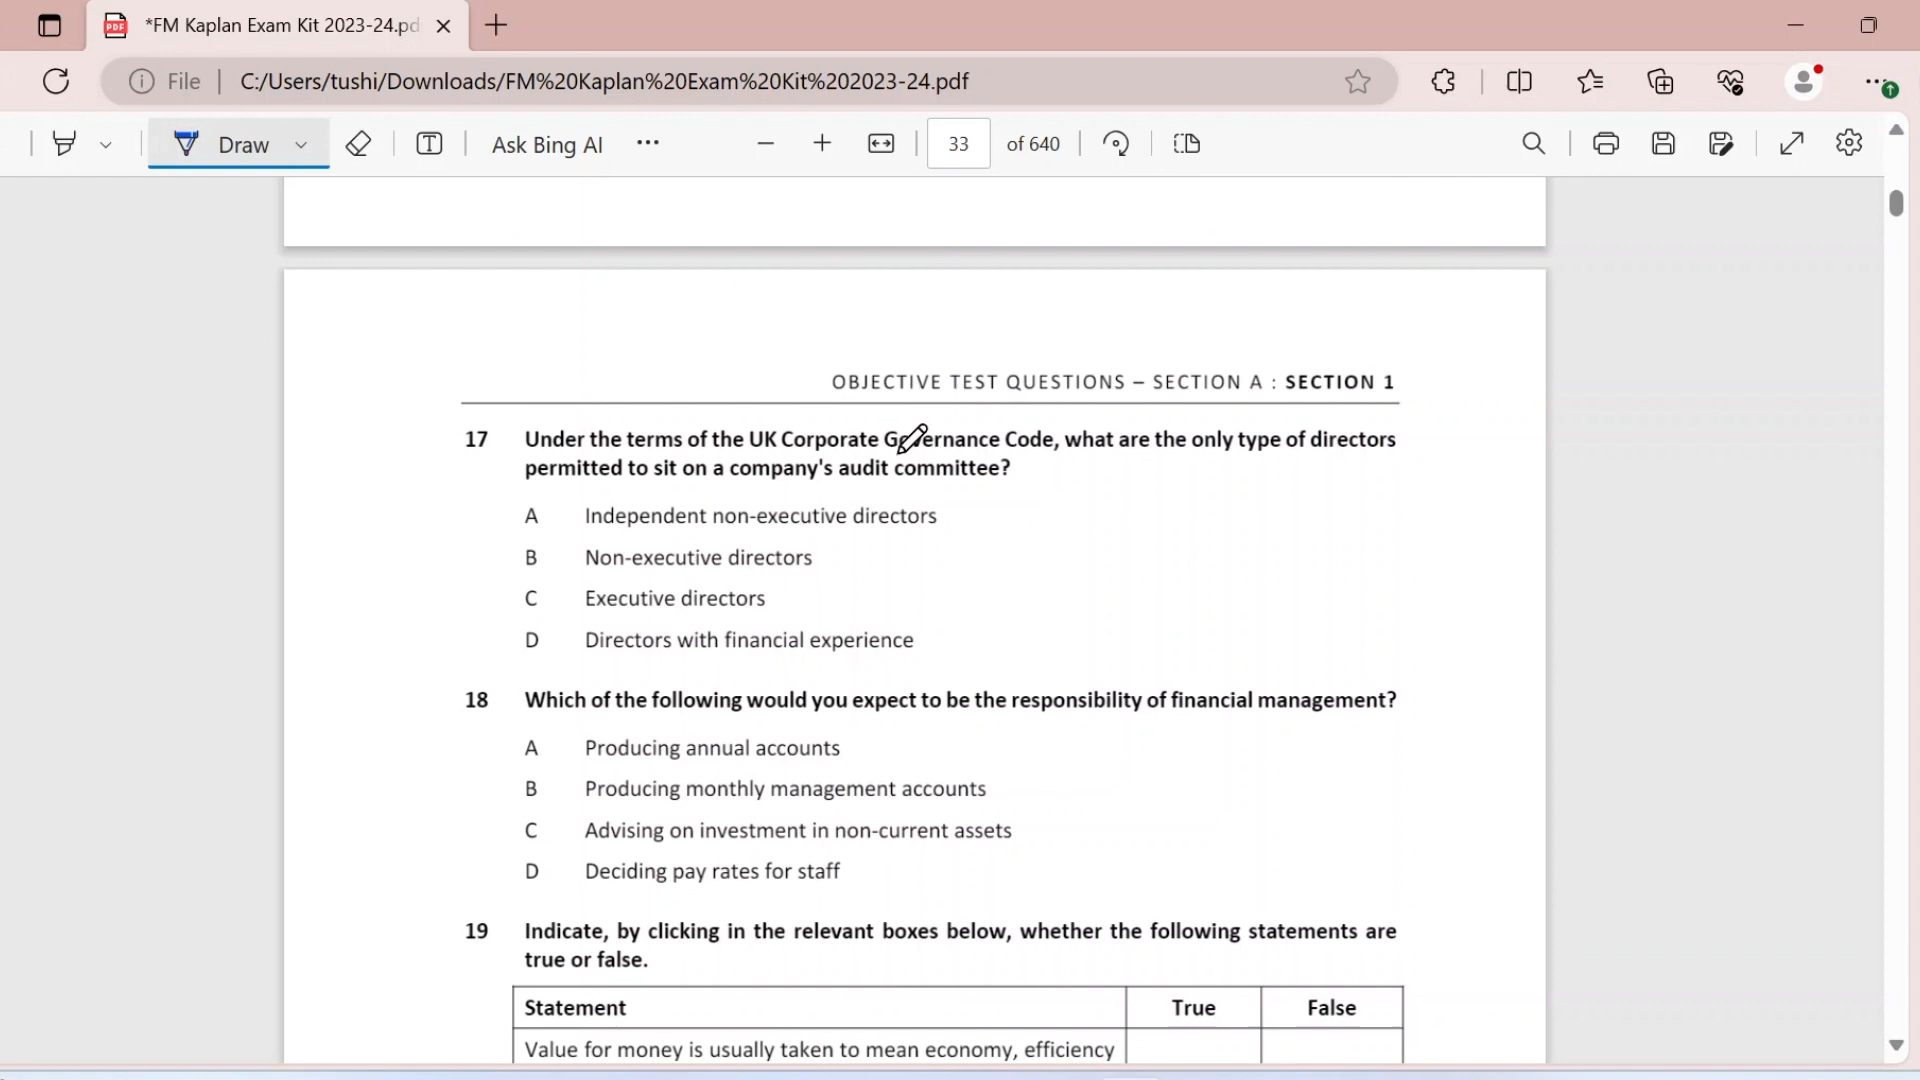 *FM Kaplan Exam Kit 2023-24.pd
File C:/Users/tushi/Downloads/FM%20Kaplan%20Exam%20Kit%202023-24.pdf
Draw Ask Bing AI 33 of 640
OBJECTIVE TEST QUESTIONS – SECTION A : SECTION 1
17 Under the terms of the UK Corporate Governance Code, what are the only type of directors
permitted to sit on a company's audit committee?
A Independent non-executive directors
B Non-executive directors
C Executive directors
D Directors with financial experience
18 Which of the following would you expect to be the responsibility of financial management?
A Producing annual accounts
B Producing monthly management accounts
C Advising on investment in non-current assets
D Deciding pay rates for staff
19 Indicate, by clicking in the relevant boxes below, whether the following statements are
true or false.
Statement True False
Value for money is usually taken to mean economy, efficiency